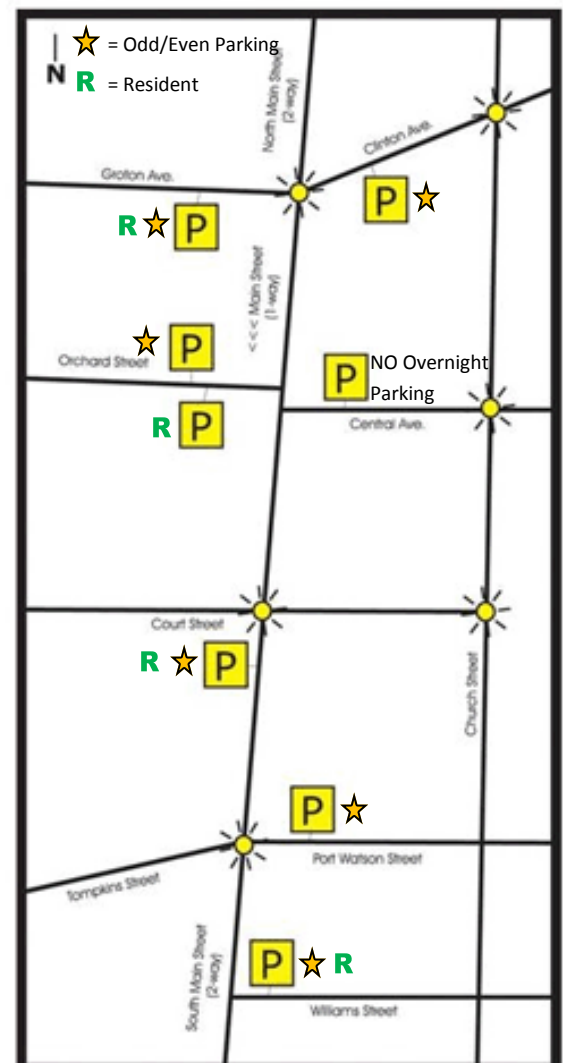 = Odd/Even Parking
N
R = Resident
North Main Street
(2-way)
Clinton Ave.
Groton Ave.
P
R P
<<< Main Street
(1-way)
P
Orchard Street
P NO Overnight
Parking
R P
Central Ave.
Court Street
R P
Church Street
P
Port Watson Street
Tompkins Street
South Main Street
(2-way)
P R
Williams Street